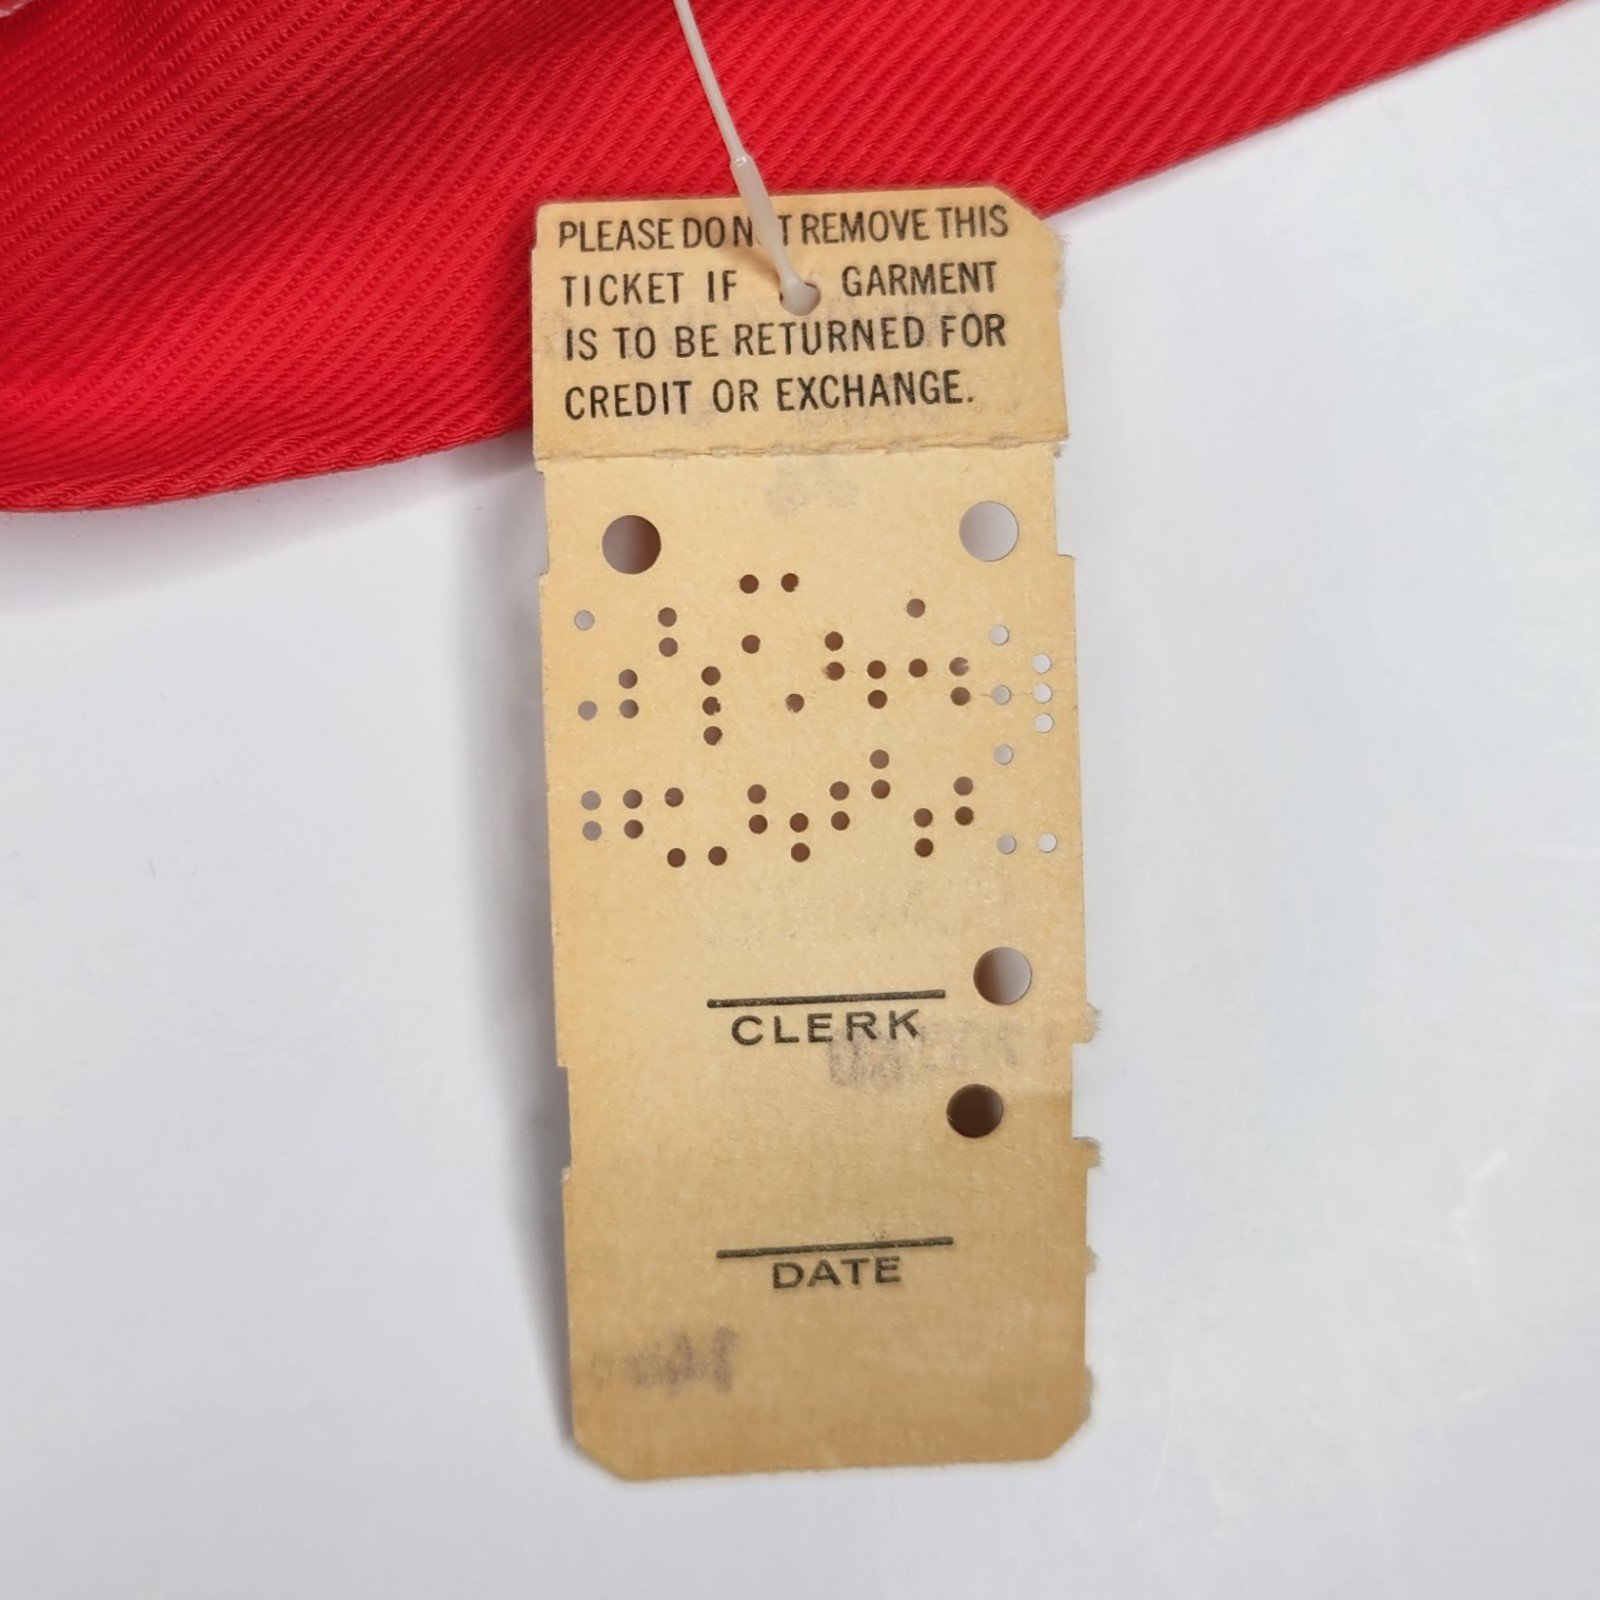 PLEASE DO NOT REMOVE THIS
TICKET IF GARMENT
IS TO BE RETURNED FOR
CREDIT OR EXCHANGE.
CLERK
DATE